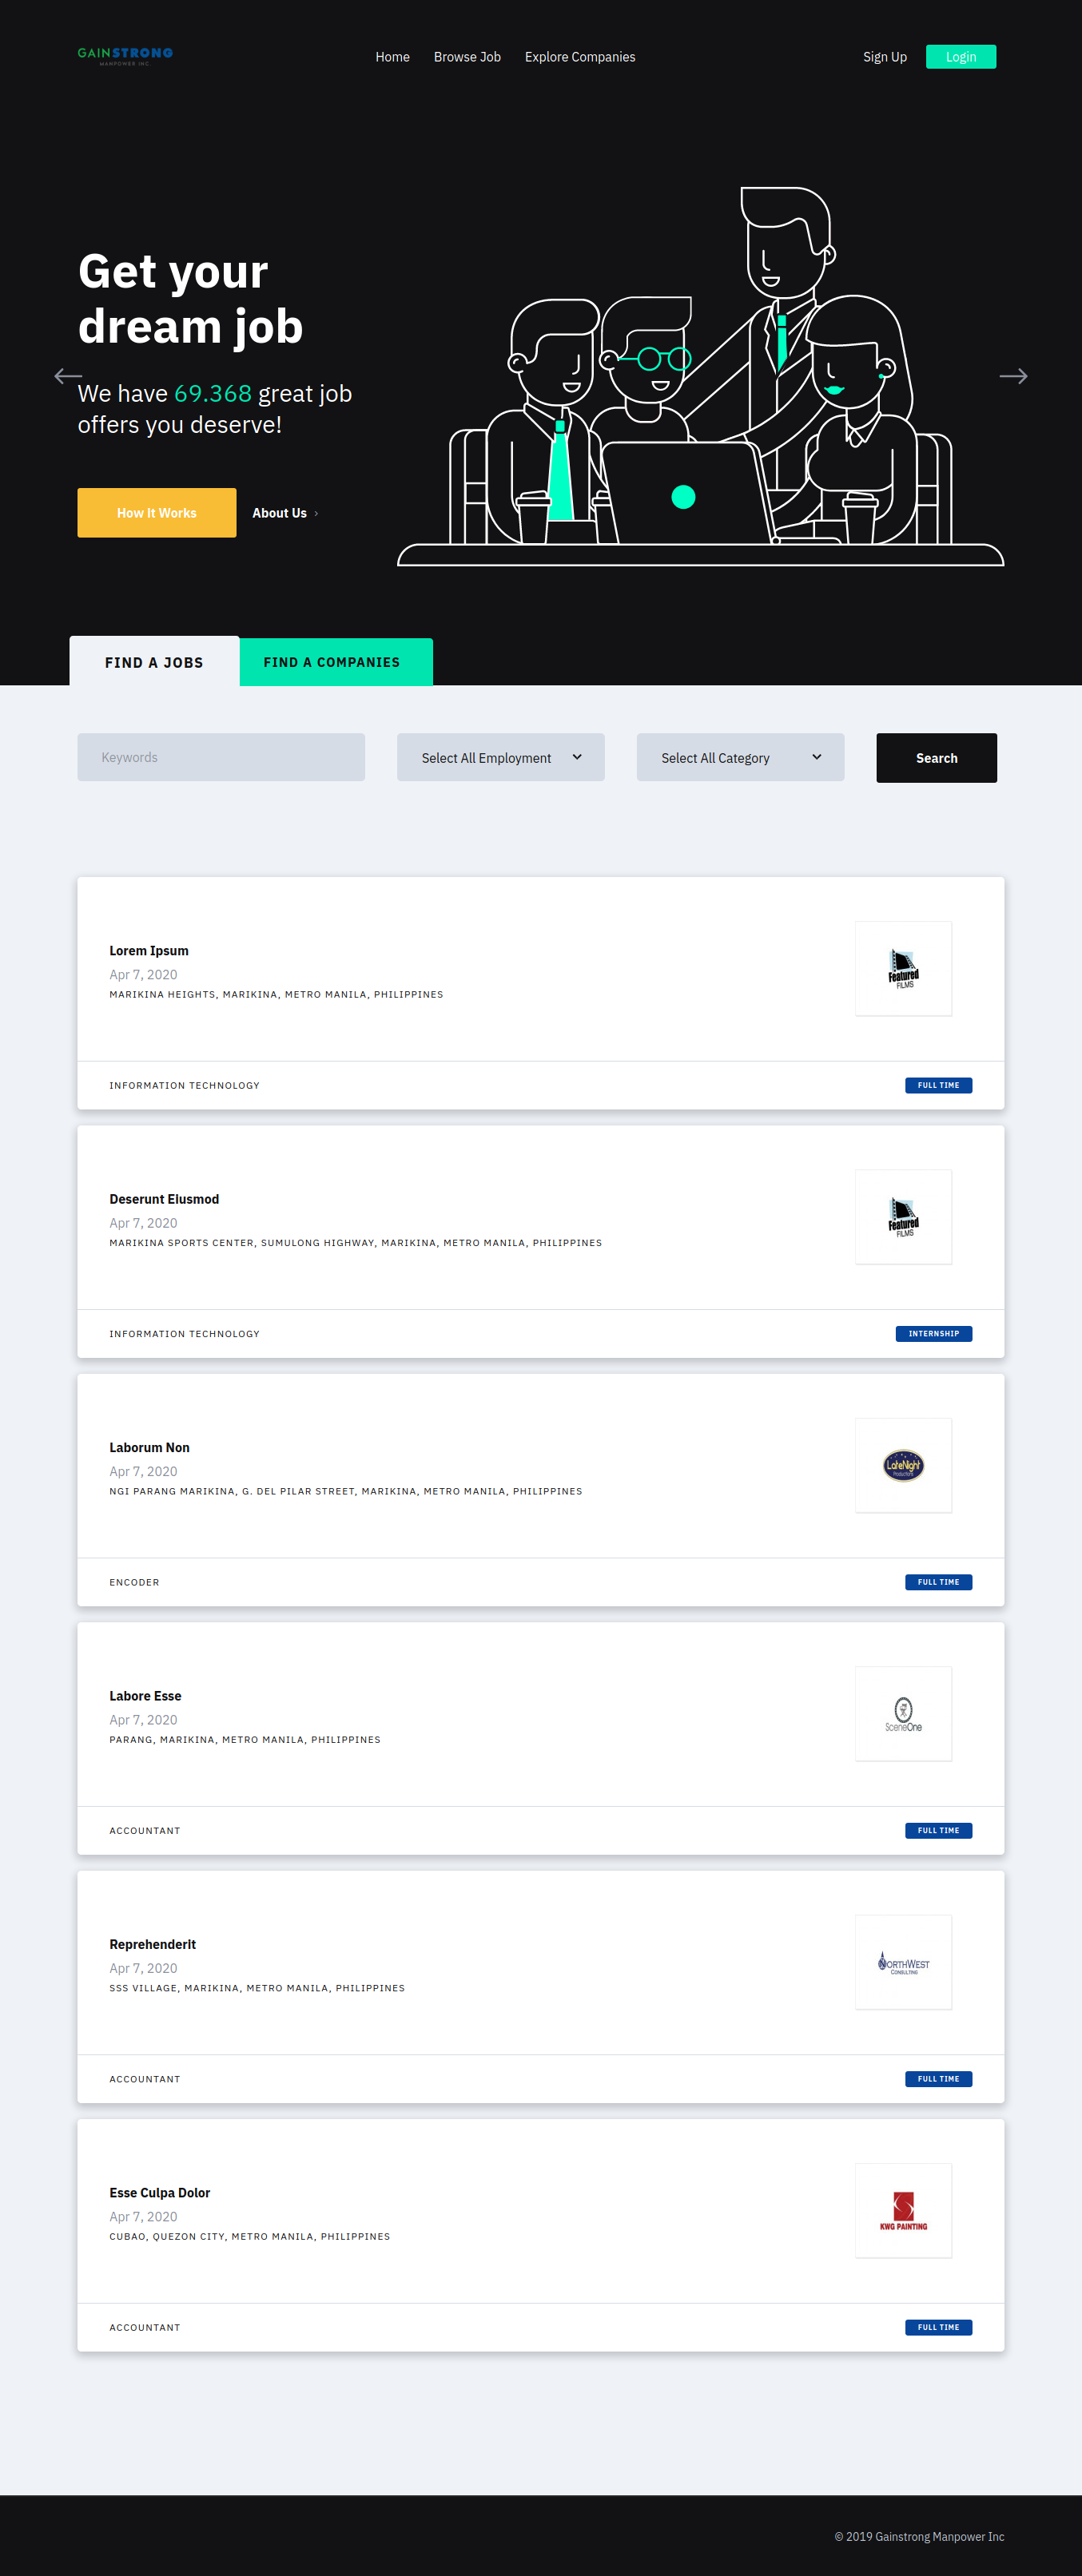 GAINSTRONG
MANPOWER INC.
Home Browse Job Explore Companies Sign Up Login
Get your
dream job
We have 69.368 great job
offers you deserve!
How It Works About Us ›
FIND A JOBS FIND A COMPANIES
Keywords Select All Employment Select All Category Search
Lorem Ipsum
Apr 7, 2020
MARIKINA HEIGHTS, MARIKINA, METRO MANILA, PHILIPPINES
Featured
FILMS
INFORMATION TECHNOLOGY FULL TIME
Deserunt Eiusmod
Apr 7, 2020
MARIKINA SPORTS CENTER, SUMULONG HIGHWAY, MARIKINA, METRO MANILA, PHILIPPINES
Featured
FILMS
INFORMATION TECHNOLOGY INTERNSHIP
Laborum Non
Apr 7, 2020
NGI PARANG MARIKINA, G. DEL PILAR STREET, MARIKINA, METRO MANILA, PHILIPPINES
LateNight
Productions
ENCODER FULL TIME
Labore Esse
Apr 7, 2020
PARANG, MARIKINA, METRO MANILA, PHILIPPINES
SceneOne
ACCOUNTANT FULL TIME
Reprehenderit
Apr 7, 2020
SSS VILLAGE, MARIKINA, METRO MANILA, PHILIPPINES
NORTHWEST
CONSULTING
ACCOUNTANT FULL TIME
Esse Culpa Dolor
Apr 7, 2020
CUBAO, QUEZON CITY, METRO MANILA, PHILIPPINES
KWG PAINTING
ACCOUNTANT FULL TIME
© 2019 Gainstrong Manpower Inc